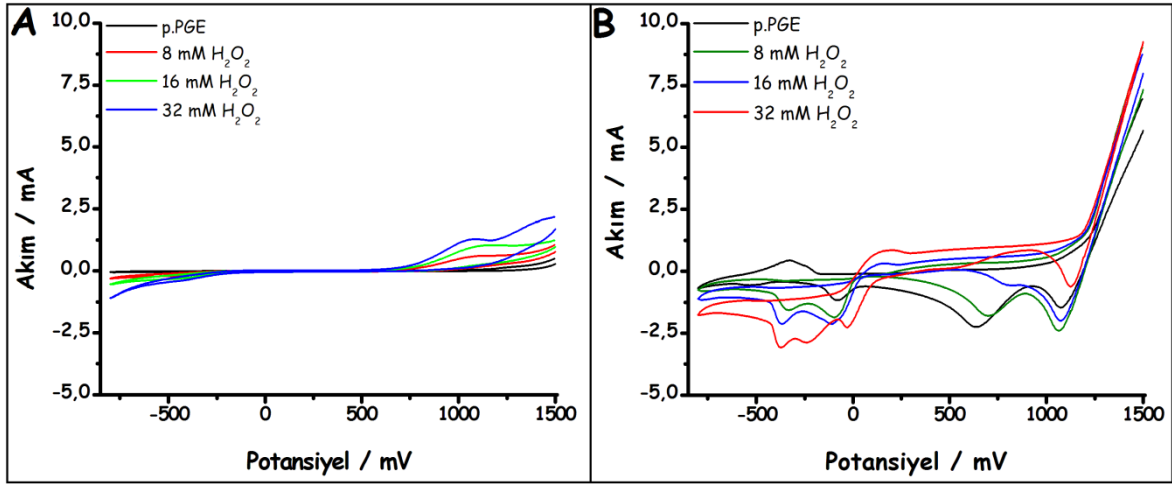 A
p.PGE
8 mM H₂O₂
16 mM H₂O₂
32 mM H₂O₂
10,0
7,5
5,0
2,5
0,0
-2,5
-5,0
Akım / mA
-500
0
500
1000
1500
Potansiyel / mV
B
p.PGE
8 mM H₂O₂
16 mM H₂O₂
32 mM H₂O₂
10,0
7,5
5,0
2,5
0,0
-2,5
-5,0
Akım / mA
-500
0
500
1000
1500
Potansiyel / mV